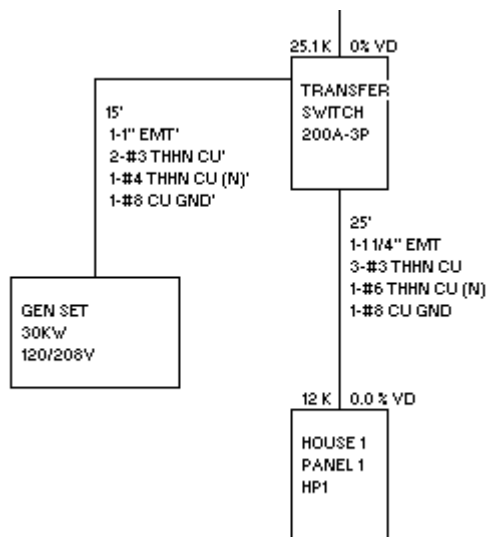 25.1 K 0% VD
TRANSFER
SWITCH
200A-3P
15'
1-1" EMT'
2-#3 THHN CU'
1-#4 THHN CU (N)'
1-#8 CU GND'
25'
1-1 1/4" EMT
3-#3 THHN CU
1-#6 THHN CU (N)
1-#8 CU GND
GEN SET
30KW
120/208V
12 K 0.0 % VD
HOUSE 1
PANEL 1
HP1